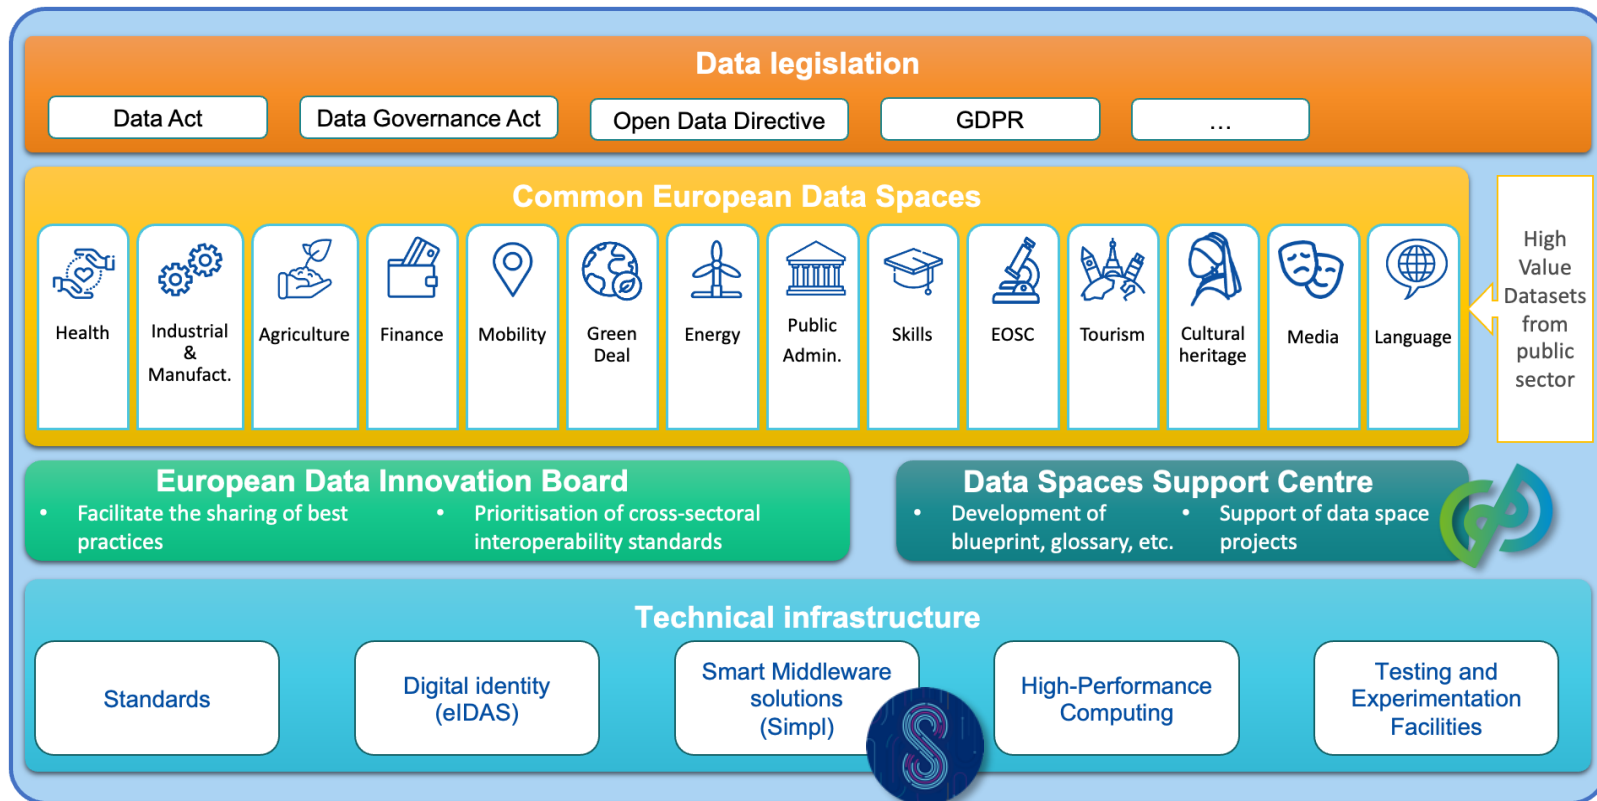 Data legislation
Data Act
Data Governance Act
Open Data Directive
GDPR
...
Common European Data Spaces
Health
Industrial
&
Manufact.
Agriculture
Finance
Mobility
Green
Deal
Energy
Public
Admin.
Skills
EOSC
Tourism
Cultural
heritage
Media
Language
High
Value
Datasets
from
public
sector
European Data Innovation Board
• Facilitate the sharing of best
practices
• Prioritisation of cross-sectoral
interoperability standards
Data Spaces Support Centre
• Development of
blueprint, glossary, etc.
• Support of data space
projects
Technical infrastructure
Standards
Digital identity
(eIDAS)
Smart Middleware
solutions
(Simpl)
High-Performance
Computing
Testing and
Experimentation
Facilities